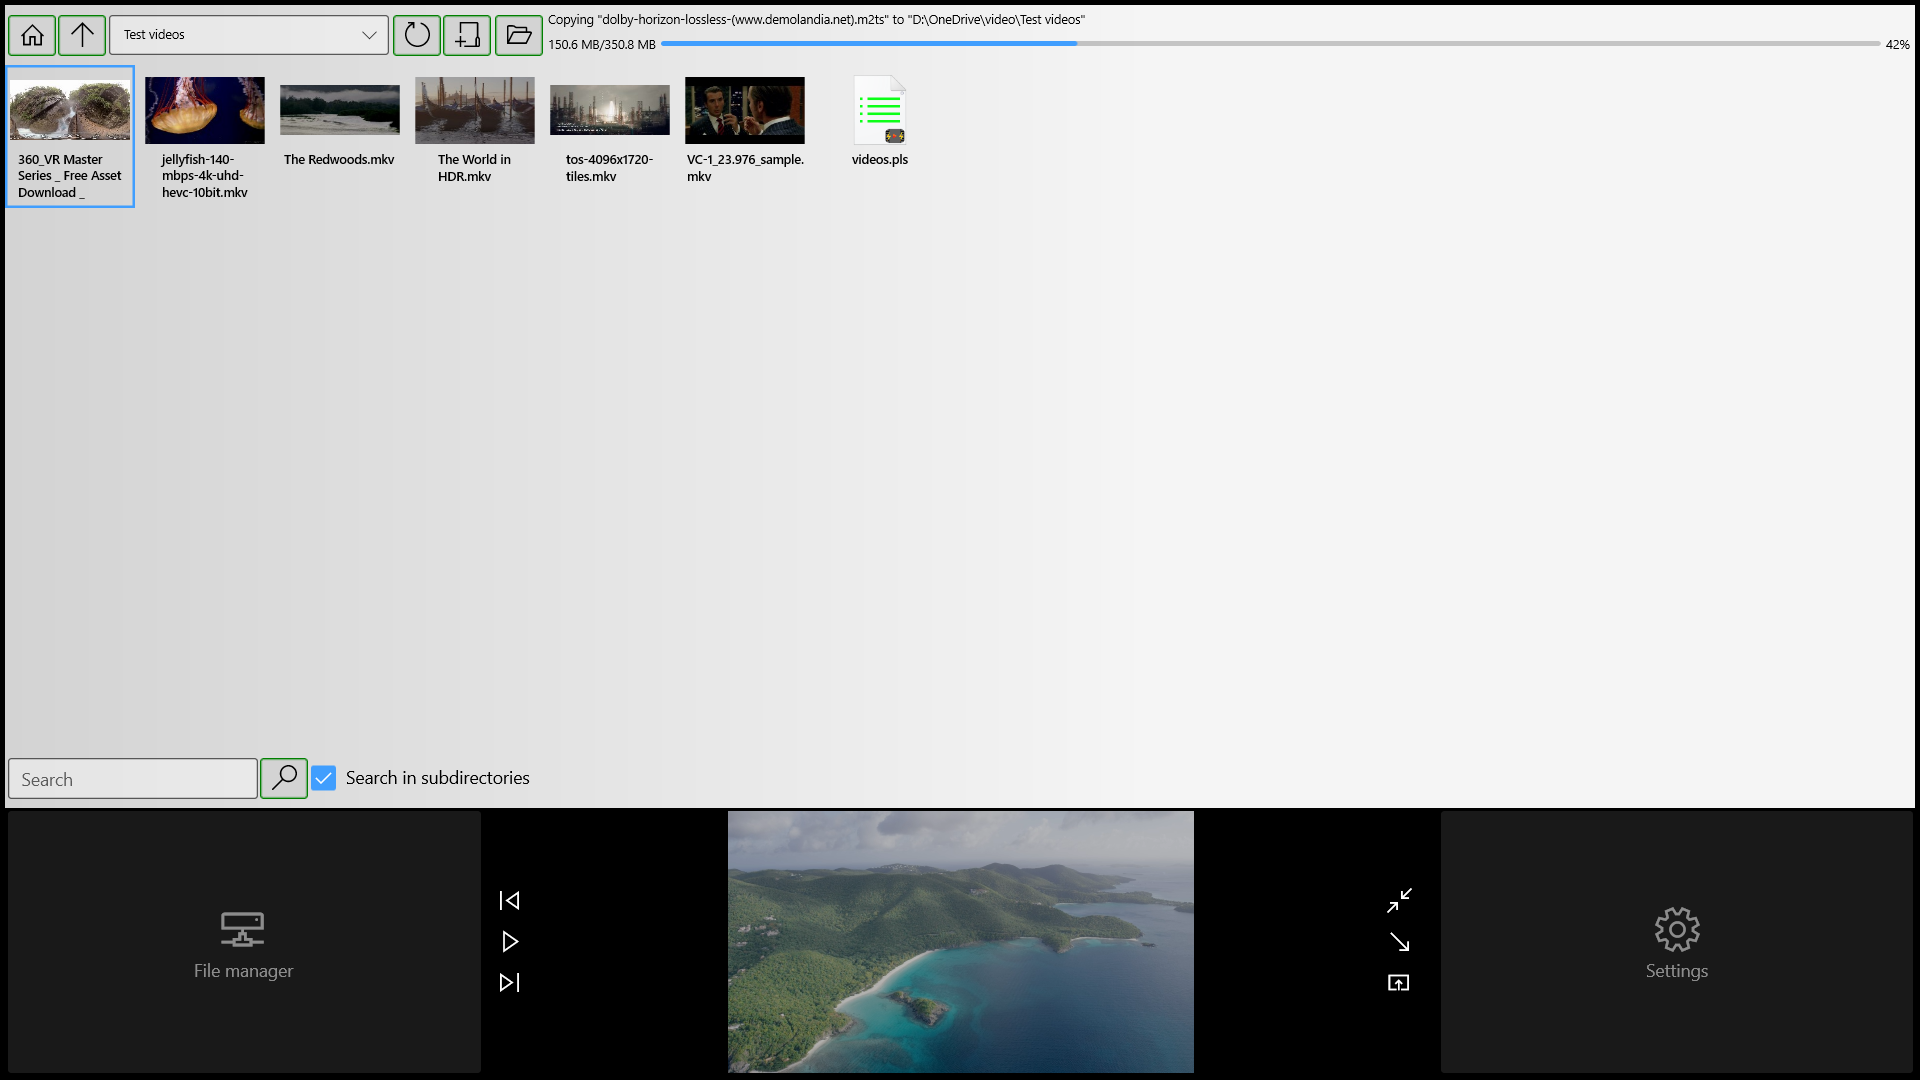 Test videos
Copying "dolby-horizon-lossless-(www.demolandia.net).m2ts" to "D:\OneDrive\video\Test videos"
150.6 MB/350.8 MB
42%
360_VR Master
Series _ Free Asset
Download _
jellyfish-140-
mbps-4k-uhd-
hevc-10bit.mkv
The Redwoods.mkv
The World in
HDR.mkv
tos-4096x1720-
tiles.mkv
VC-1_23.976_sample.
mkv
videos.pls
Search
Search in subdirectories
File manager
Settings